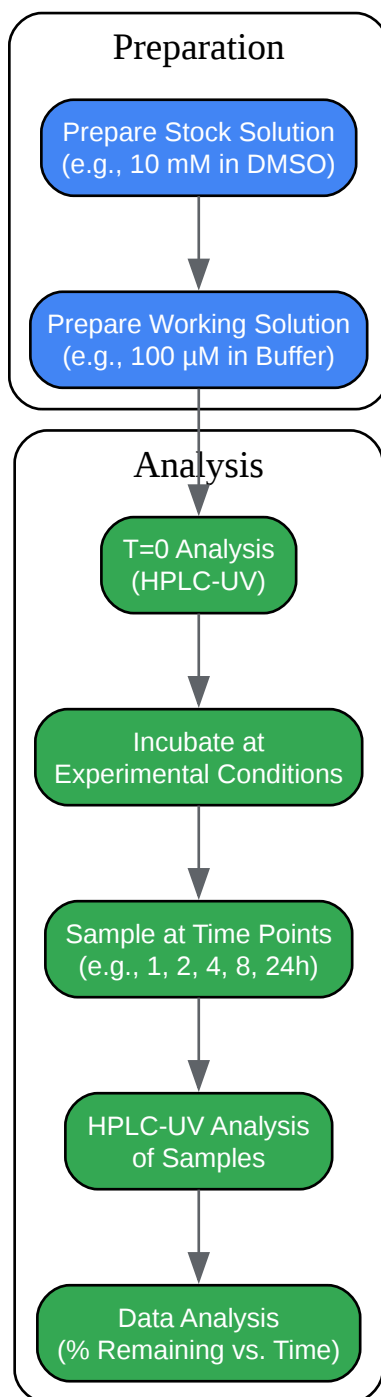 Preparation
Prepare Stock Solution
(e.g., 10 mM in DMSO)
Prepare Working Solution
(e.g., 100 µM in Buffer)
Analysis
T=0 Analysis
(HPLC-UV)
Incubate at
Experimental Conditions
Sample at Time Points
(e.g., 1, 2, 4, 8, 24h)
HPLC-UV Analysis
of Samples
Data Analysis
(% Remaining vs. Time)